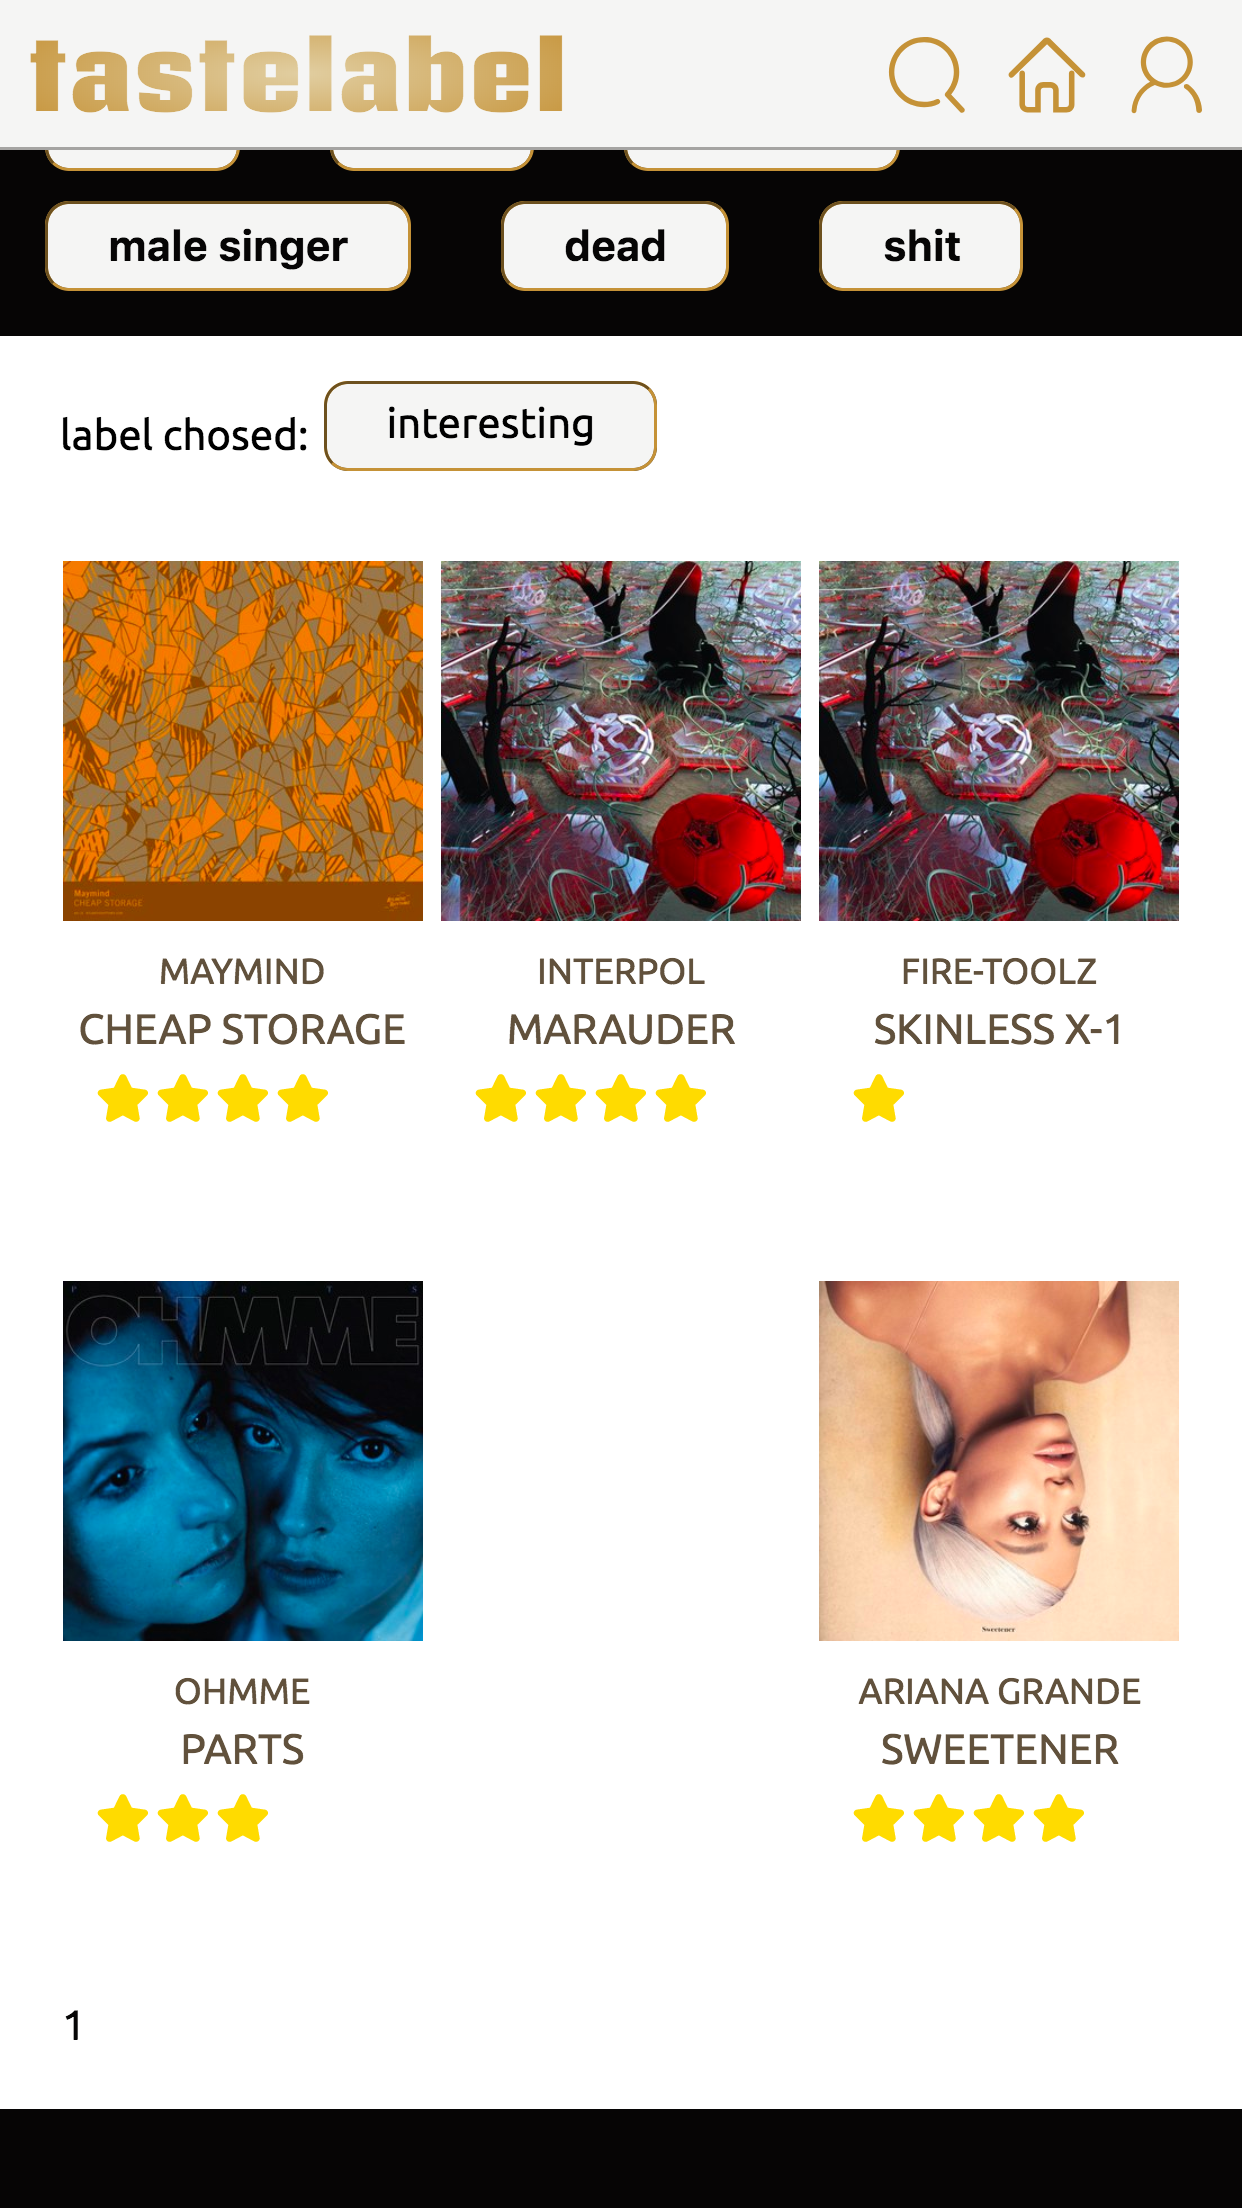 tastelabel
male singer dead shit
label chosed: interesting
Maymind
CHEAP STORAGE
MAYMIND INTERPOL FIRE-TOOLZ
CHEAP STORAGE MARAUDER SKINLESS X-1
P A R T S
OHMME
Sweetener
OHMME ARIANA GRANDE
PARTS SWEETENER
1